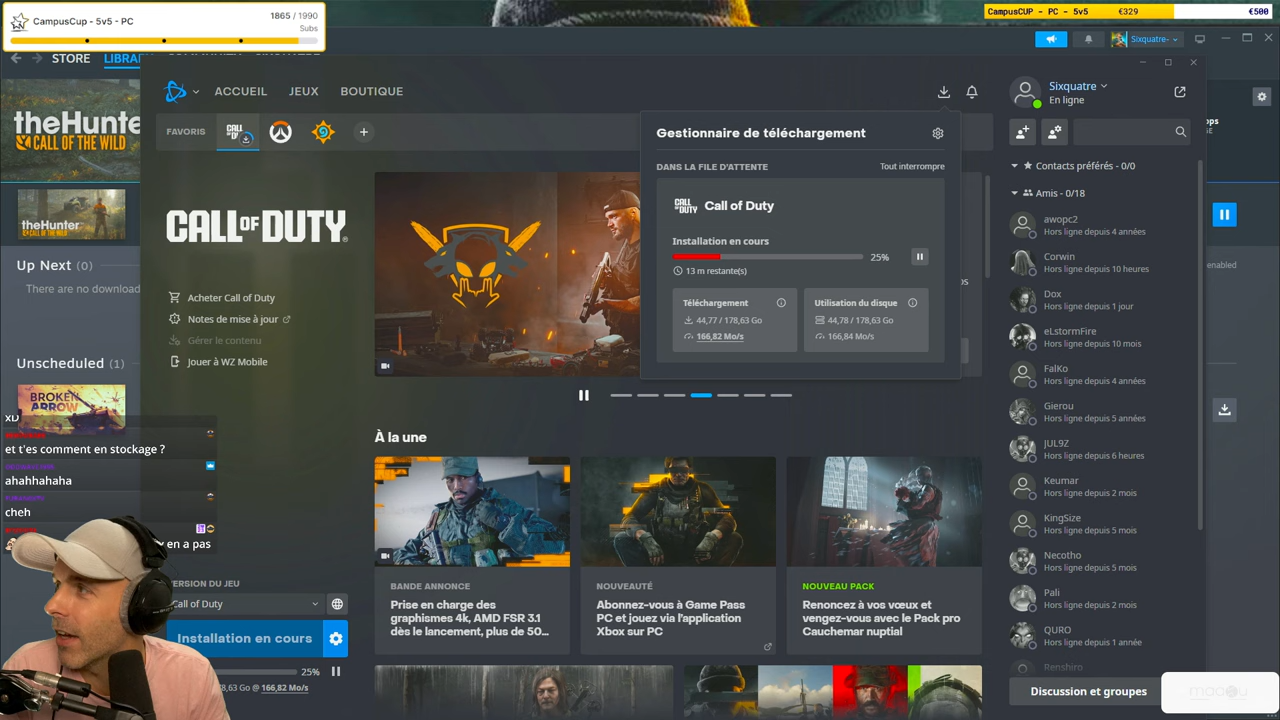 CampusCup - 5v5 - PC
1865 / 1990
Subs
CampusCUP - PC - 5v5 €329 €500
STORE
LIBRA
Sixquatre-
theHunter
CALL OF THE WILD
theHunter
CALL OF THE WILD
Up Next (0)
There are no download
Unscheduled (1)
BROKEN
ARROW
enabled
ACCUEIL
JEUX
BOUTIQUE
FAVORIS
CALL OF DUTY
Acheter Call of Duty
Notes de mise à jour
Gérer le contenu
Jouer à WZ Mobile
Gestionnaire de téléchargement
DANS LA FILE D'ATTENTE
Tout interrompre
Call of Duty
Installation en cours
25%
13 m restante(s)
Téléchargement
44,77 / 178,63 Go
166,82 Mo/s
Utilisation du disque
44,78 / 178,63 Go
166,84 Mo/s
À la une
BANDE ANNONCE
Prise en charge des
graphismes 4k, AMD FSR 3.1
dès le lancement, plus de 50...
NOUVEAUTÉ
Abonnez-vous à Game Pass
PC et jouez via l'application
Xbox sur PC
NOUVEAU PACK
Renoncez à vos vœux et
vengez-vous avec le Pack pro
Cauchemar nuptial
xD
et t'es comment en stockage ?
ahahhahaha
cheh
y en a pas
VERSION DU JEU
Call of Duty
Installation en cours
25%
8,63 Go @ 166,82 Mo/s
Sixquatre
En ligne
Contacts préférés - 0/0
Amis - 0/18
awopc2
Hors ligne depuis 4 années
Corwin
Hors ligne depuis 10 heures
Dox
Hors ligne depuis 1 jour
eLstormFire
Hors ligne depuis 10 mois
FalKo
Hors ligne depuis 4 années
Gierou
Hors ligne depuis 5 années
JUL9Z
Hors ligne depuis 6 heures
Keumar
Hors ligne depuis 2 mois
KingSize
Hors ligne depuis 5 mois
Necotho
Hors ligne depuis 5 mois
Pali
Hors ligne depuis 2 mois
QURO
Hors ligne depuis 1 année
Renshiro
Discussion et groupes